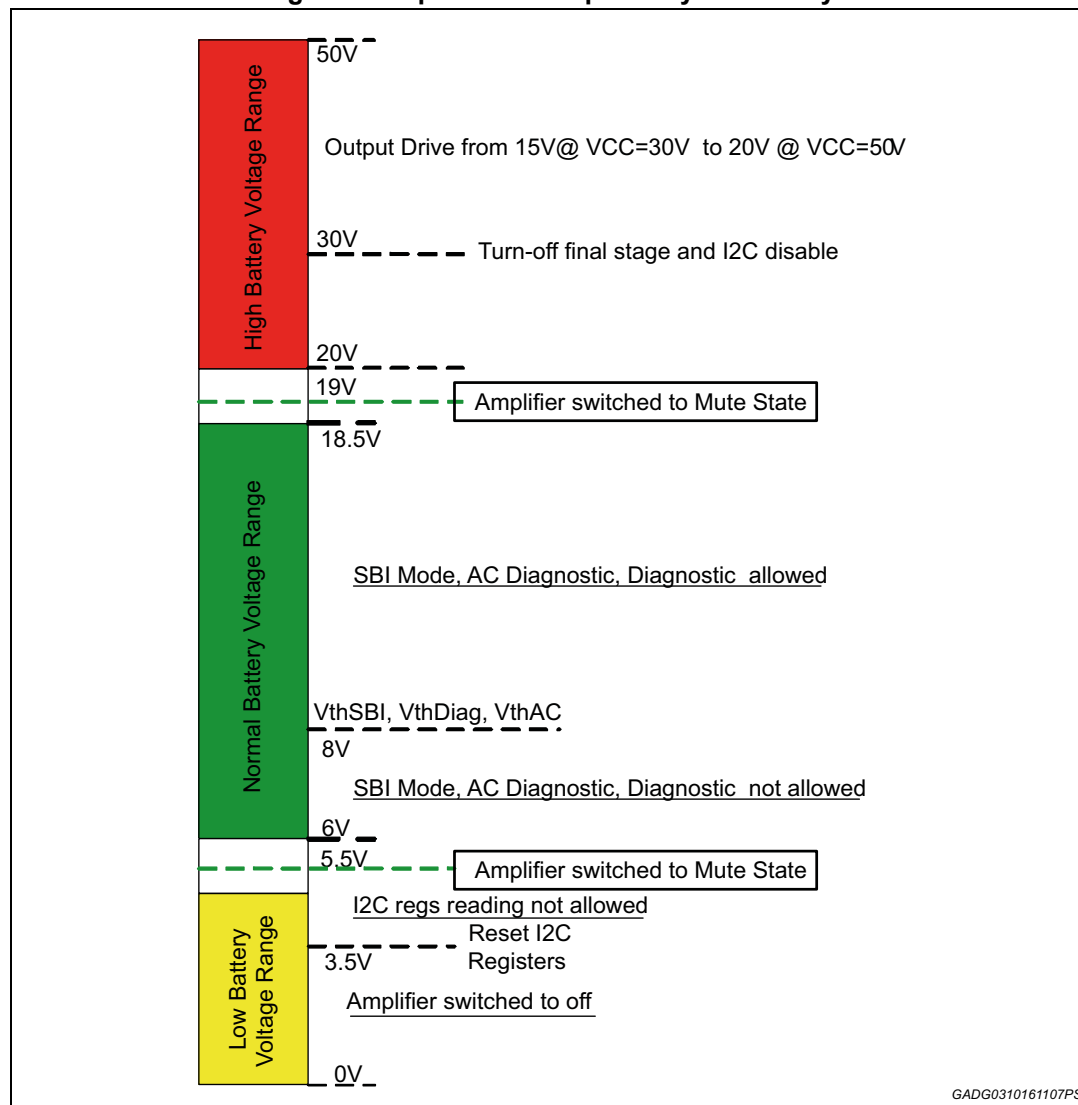 50V
High Battery Voltage Range
Output Drive from 15V@ VCC=30V to 20V @ VCC=50V
30V
Turn-off final stage and I2C disable
20V
19V
Amplifier switched to Mute State
18.5V
Normal Battery Voltage Range
SBI Mode, AC Diagnostic, Diagnostic allowed
VthSBI, VthDiag, VthAC
8V
SBI Mode, AC Diagnostic, Diagnostic not allowed
6V
5.5V
Amplifier switched to Mute State
I2C regs reading not allowed
Low Battery
Voltage Range
Reset I2C
Registers
3.5V
Amplifier switched to off
0V
GADG0310161107PS